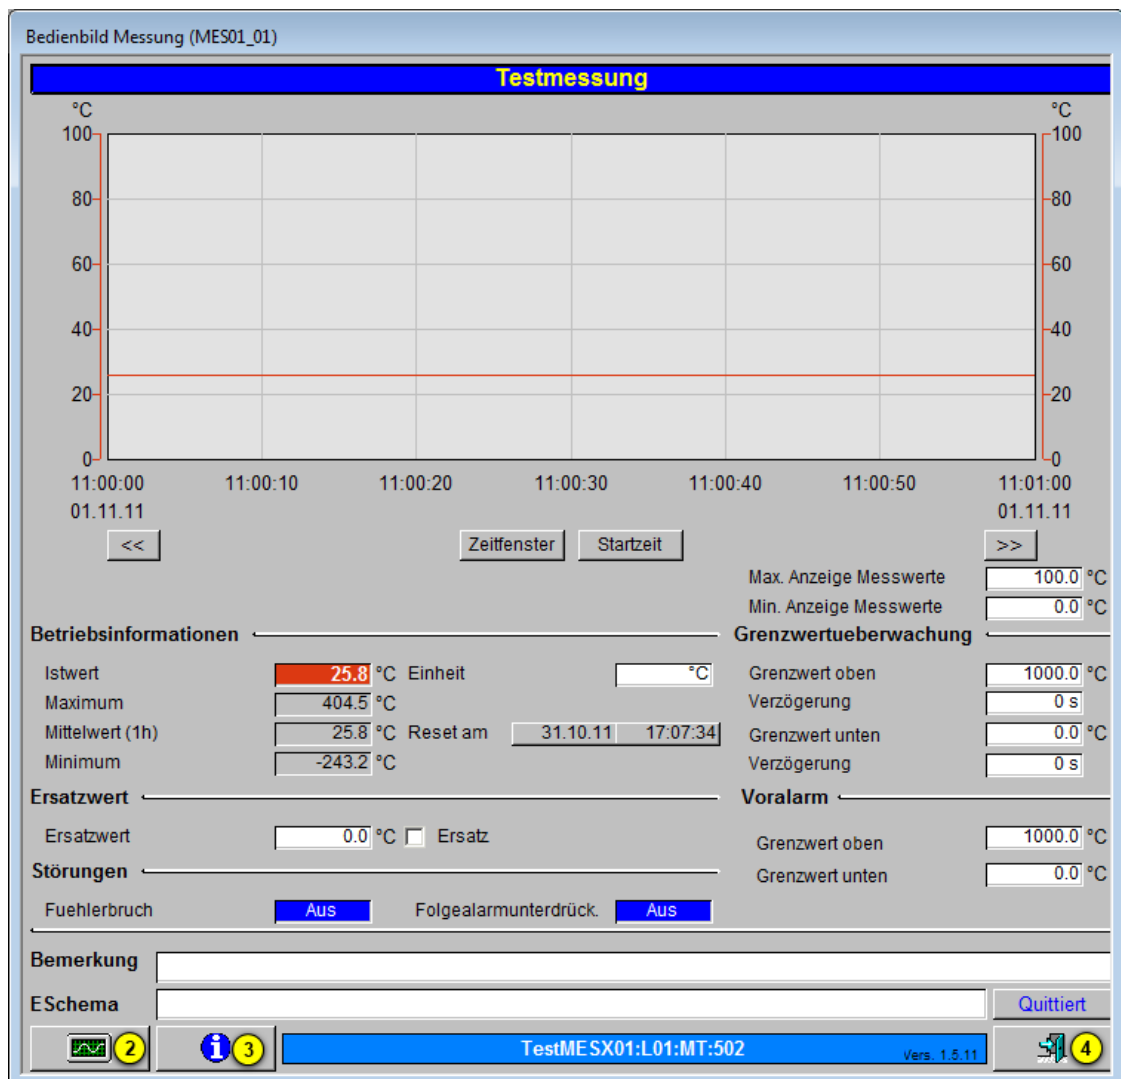 Bedienbild Messung (MES01_01)
Testmessung
°C °C
100 100
80 80
60 60
40 40
20 20
0 0
11:00:00 11:00:10 11:00:20 11:00:30 11:00:40 11:00:50 11:01:00
01.11.11 01.11.11
<< Zeitfenster Startzeit >>
Max. Anzeige Messwerte 100.0 °C
Min. Anzeige Messwerte 0.0 °C
Betriebsinformationen Grenzwertueberwachung
Istwert 25.8 °C Einheit °C Grenzwert oben 1000.0 °C
Maximum 404.5 °C Verzögerung 0 s
Mittelwert (1h) 25.8 °C Reset am 31.10.11 17:07:34 Grenzwert unten 0.0 °C
Minimum -243.2 °C Verzögerung 0 s
Ersatzwert Voralarm
Ersatzwert 0.0 °C Ersatz Grenzwert oben 1000.0 °C
Störungen Grenzwert unten 0.0 °C
Fuehlerbruch Aus Folgealarmunterdrück. Aus
Bemerkung
ESchema Quittiert
2 3 TestMESX01:L01:MT:502 Vers. 1.5.11 4